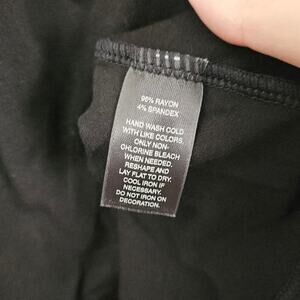 96% RAYON
4% SPANDEX
HAND WASH COLD
WITH LIKE COLORS.
ONLY NON-
CHLORINE BLEACH
WHEN NEEDED.
RESHAPE AND
LAY FLAT TO DRY.
COOL IRON IF
NECESSARY.
DO NOT IRON ON
DECORATION.